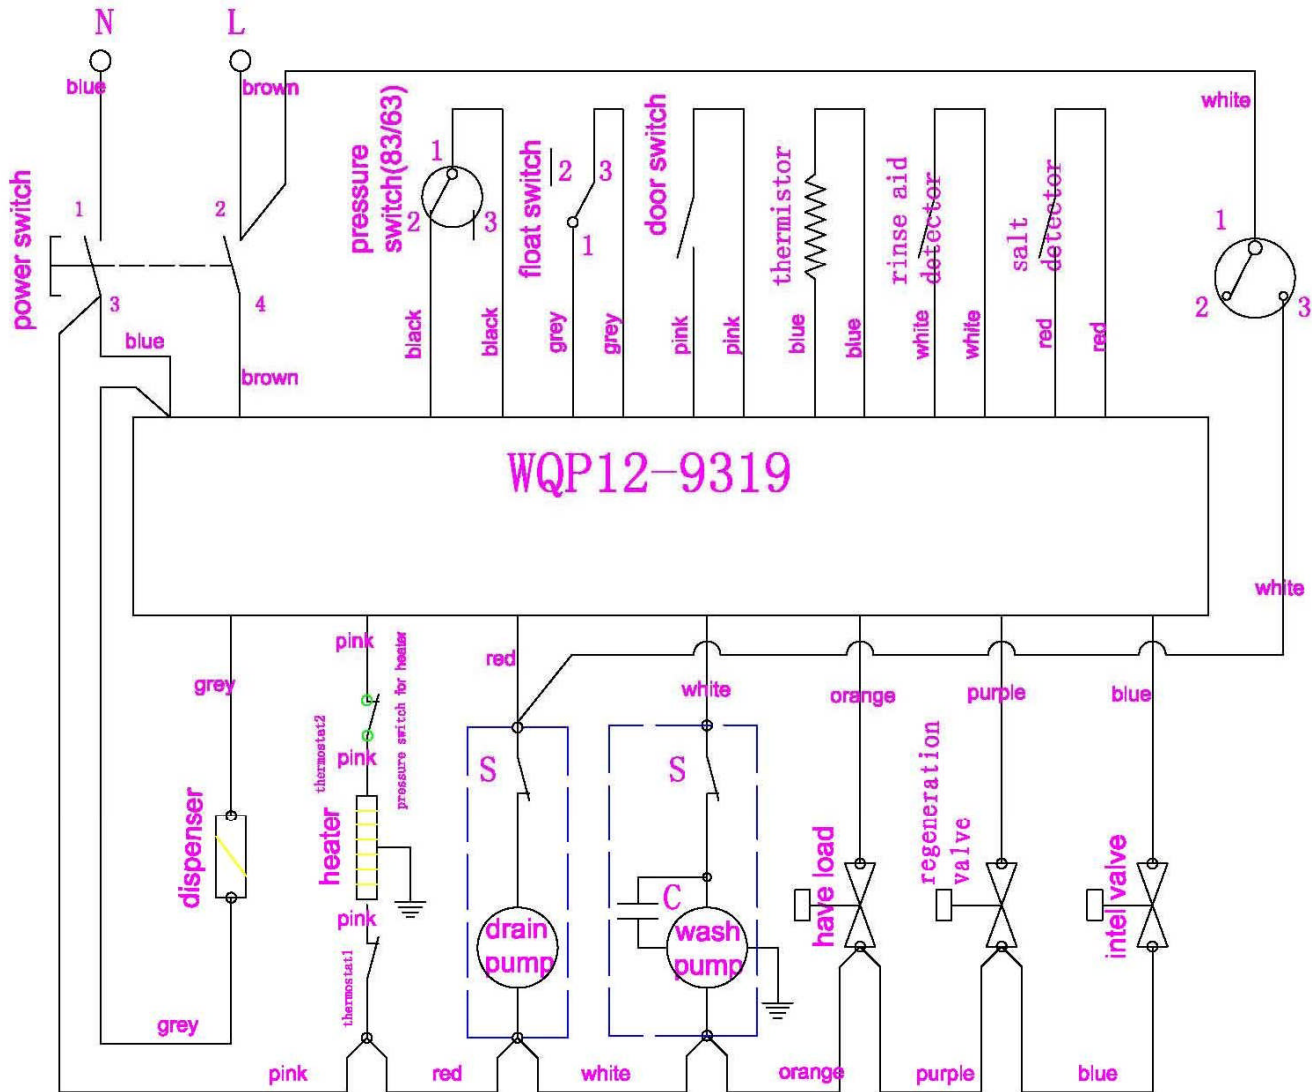 N
L
blue
brown
white
power switch
1
2
3
4
blue
brown
pressure
switch(83/63)
1
2
3
black
black
float switch
2
3
1
grey
grey
door switch
pink
pink
thermistor
blue
blue
rinse aid
detector
white
white
salt
detector
red
red
1
2
3
white
WQP12-9319
grey
dispenser
grey
pink
thermostat2
pressure switch for heater
pink
heater
pink
thermostat1
pink
red
S
drain
pump
red
white
S
C
wash
pump
white
orange
have load
orange
purple
regeneration
valve
purple
blue
intel valve
blue